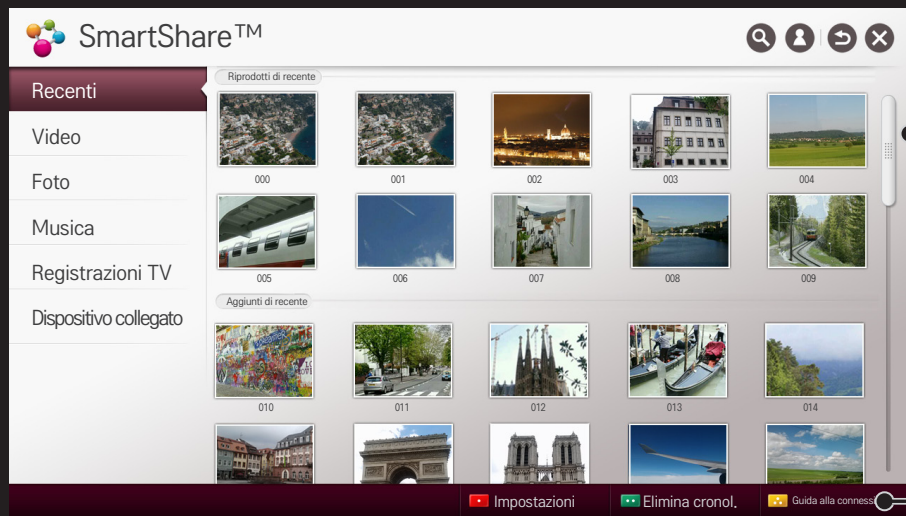 SmartShare™
Recenti
Video
Foto
Musica
Registrazioni TV
Dispositivo collegato
Riprodotti di recente
000
001
002
003
004
005
006
007
008
009
Aggiunti di recente
010
011
012
013
014
Impostazioni
Elimina cronol.
Guida alla connessi